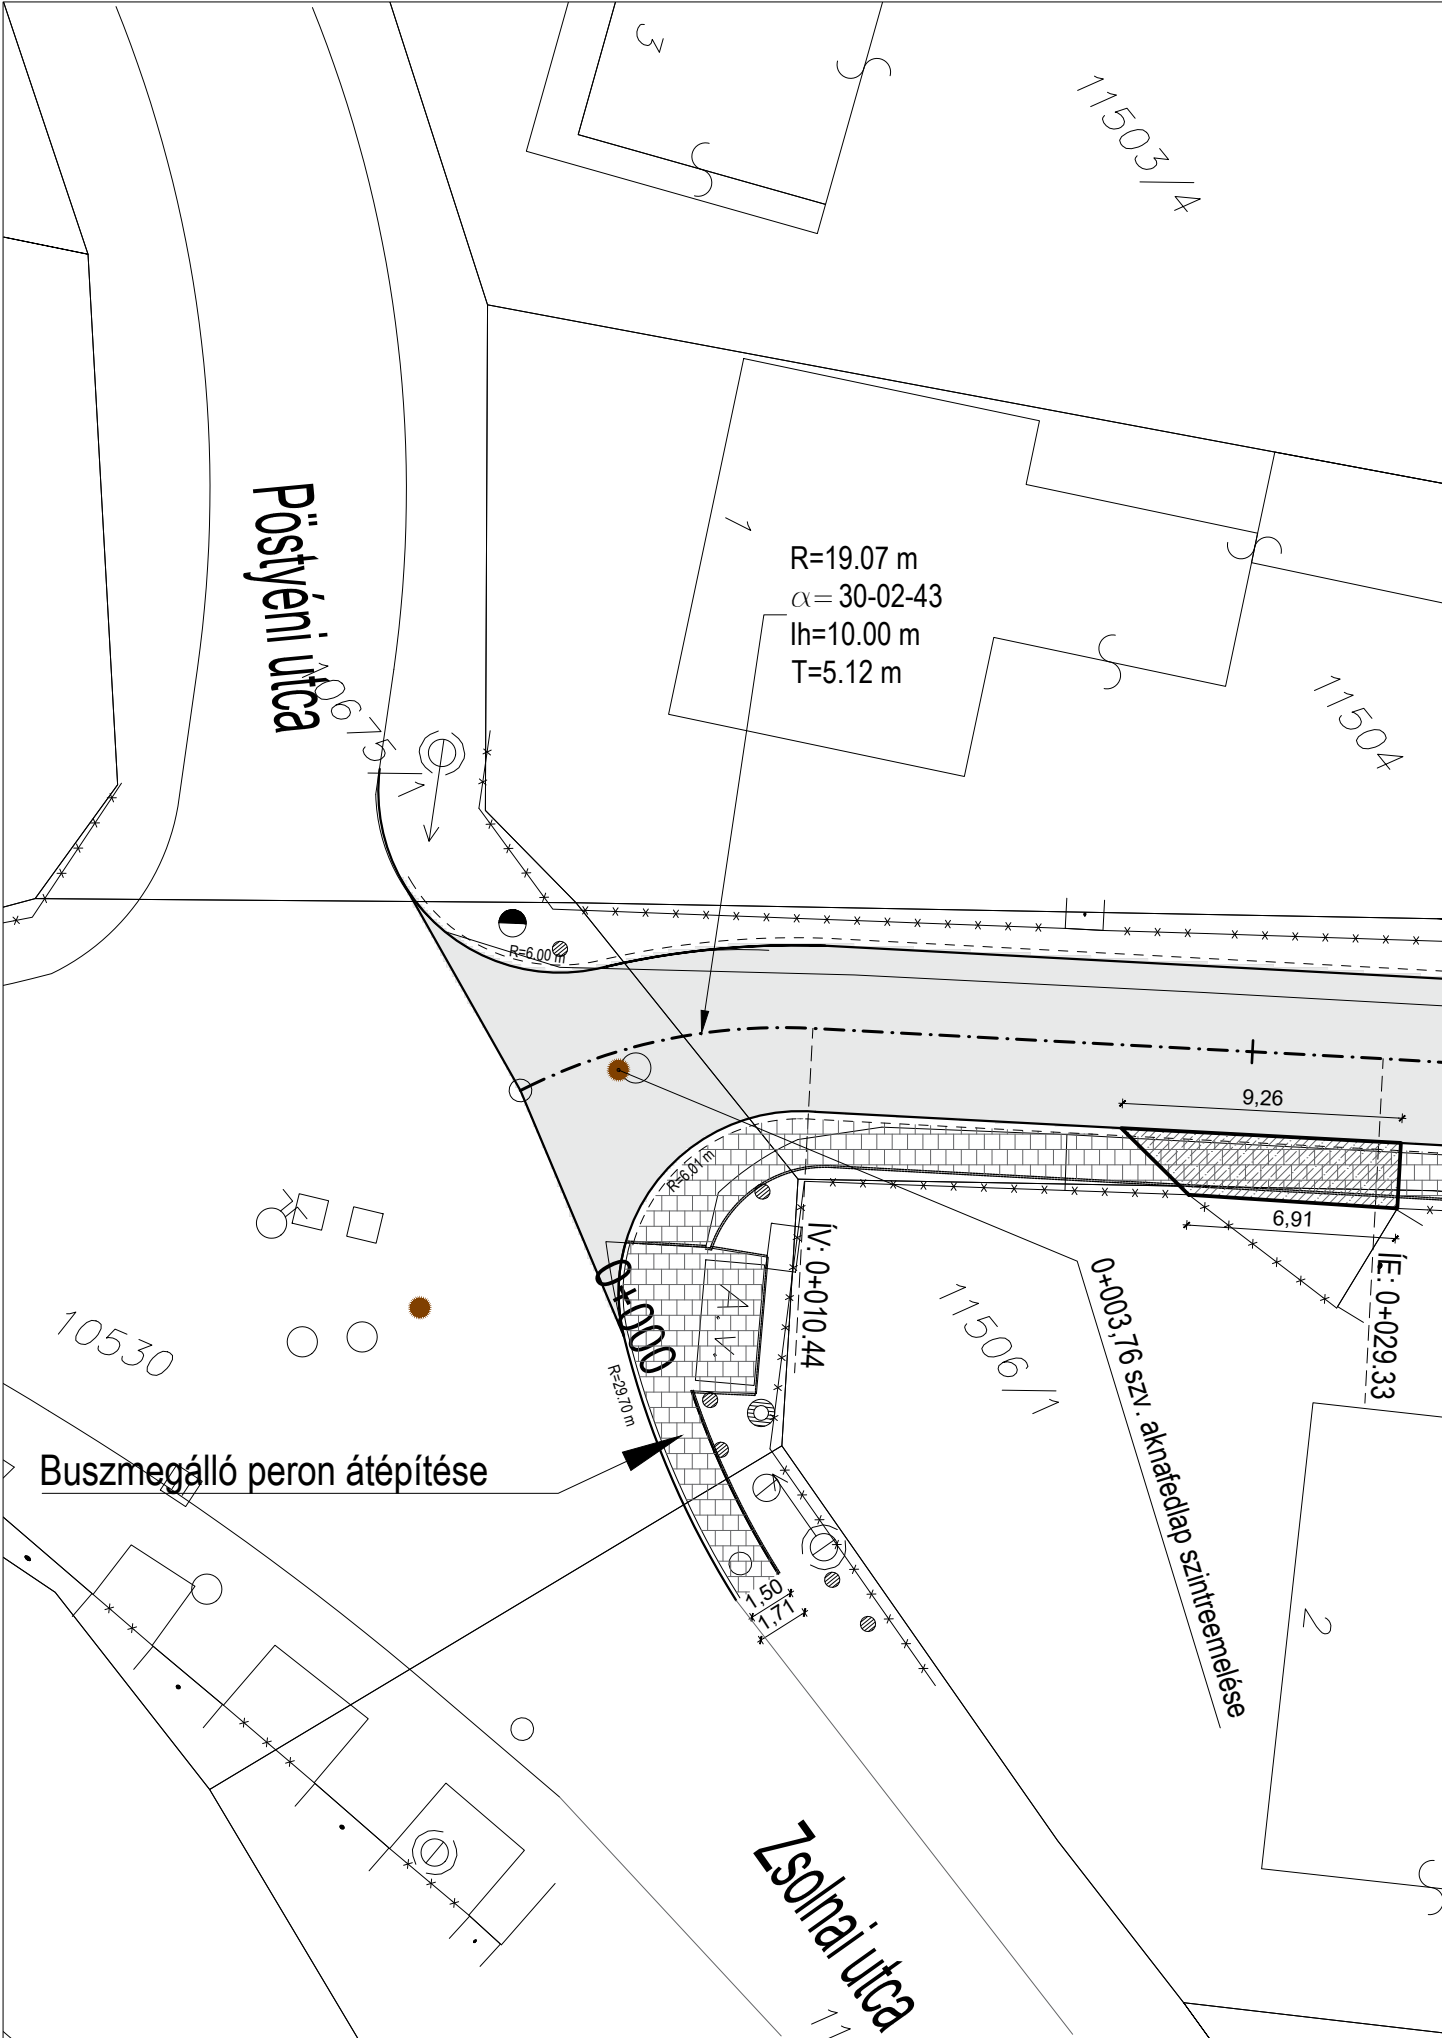 3
11503/4
Pöstyéni utca
10675/1
1
R=19.07 m
α= 30-02-43
Ih=10.00 m
T=5.12 m
11504
R=6.00 m
9,26
6,91
R=6.01 m
0+000
A.V.
ÍV: 0+010.44
ÍE: 0+029.33
11506/1
0+003,76 szv. aknafedlap szintreemelése
10530
R=29.70 m
Buszmegálló peron átépítése
1,50
1,71
2
Zsolnai utca
11